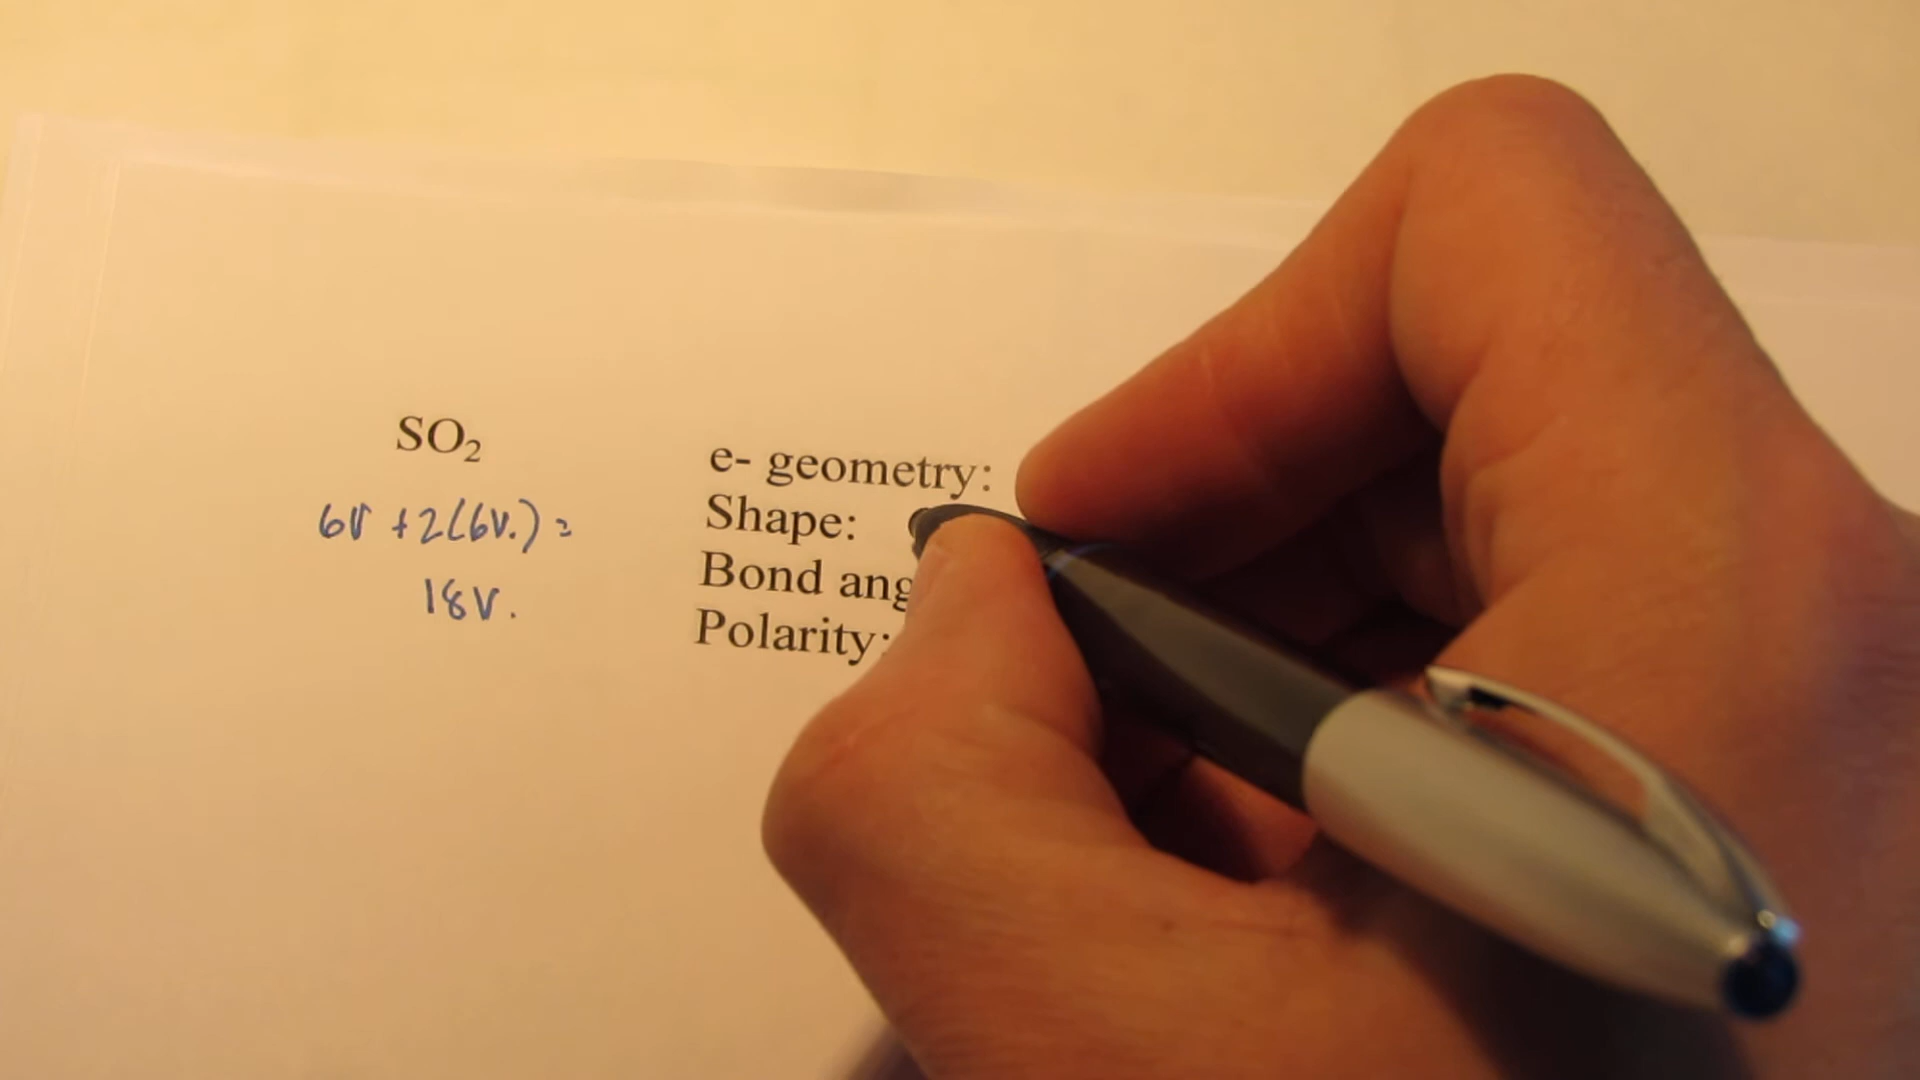 SO₂
6V + 2(6V.) =
18V.
e- geometry:
Shape:
Bond ang
Polarity: